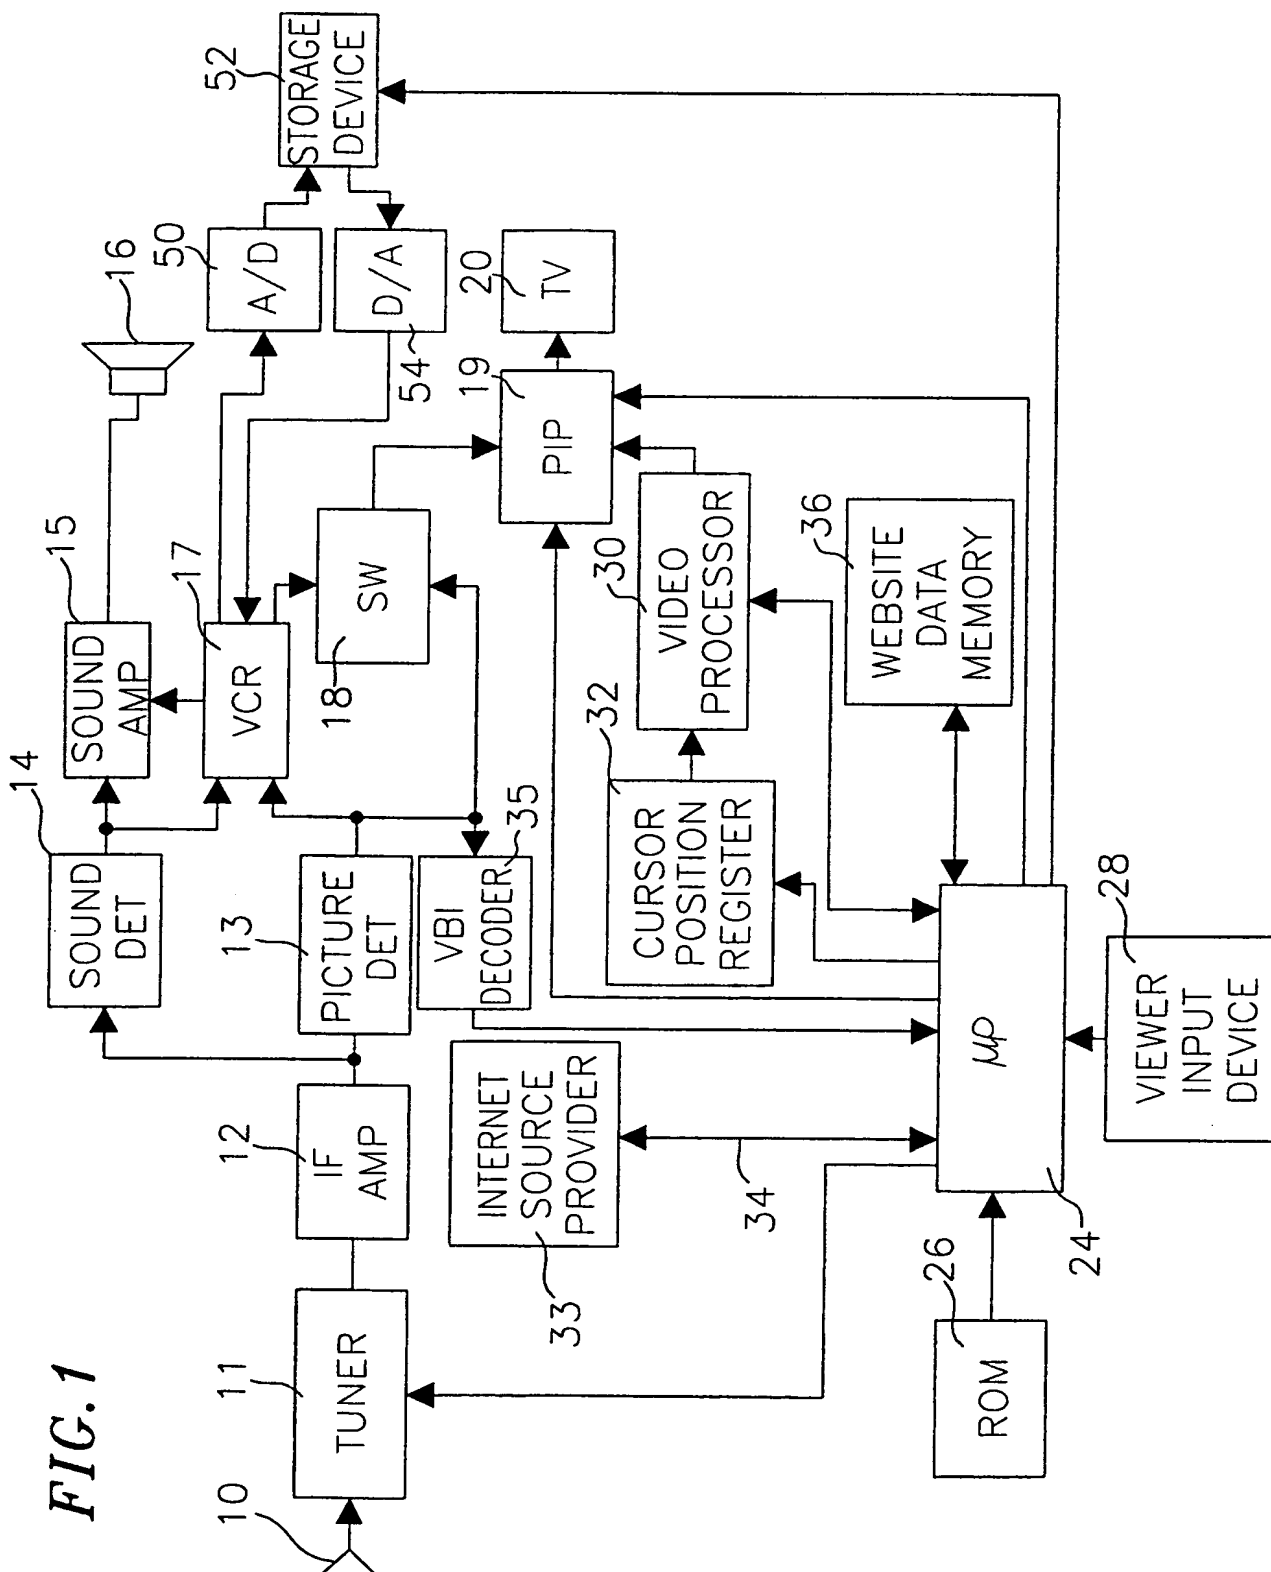 FIG.1
10
11
TUNER
12
IF
AMP
13
PICTURE
DET
14
SOUND
DET
15
SOUND
AMP
16
17
VCR
18
SW
50
A/D
52
STORAGE
DEVICE
D/A
54
19
PIP
20
TV
VBI
DECODER
35
INTERNET
SOURCE
PROVIDER
33
34
32
CURSOR
POSITION
REGISTER
30
VIDEO
PROCESSOR
36
WEBSITE
DATA
MEMORY
26
ROM
μP
24
28
VIEWER
INPUT
DEVICE